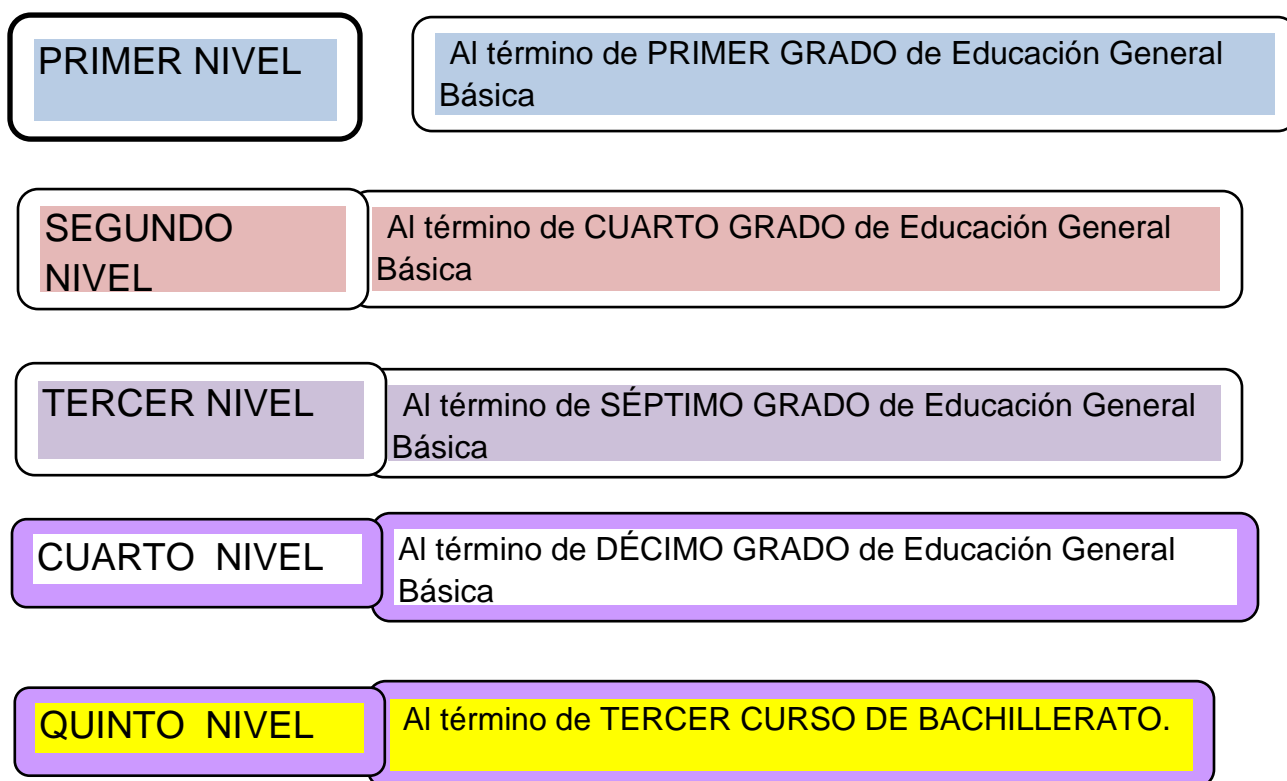 PRIMER NIVEL
Al término de PRIMER GRADO de Educación General
Básica
SEGUNDO
NIVEL
Al término de CUARTO GRADO de Educación General
Básica
TERCER NIVEL
Al término de SÉPTIMO GRADO de Educación General
Básica
CUARTO NIVEL
Al término de DÉCIMO GRADO de Educación General
Básica
QUINTO NIVEL
Al término de TERCER CURSO DE BACHILLERATO.